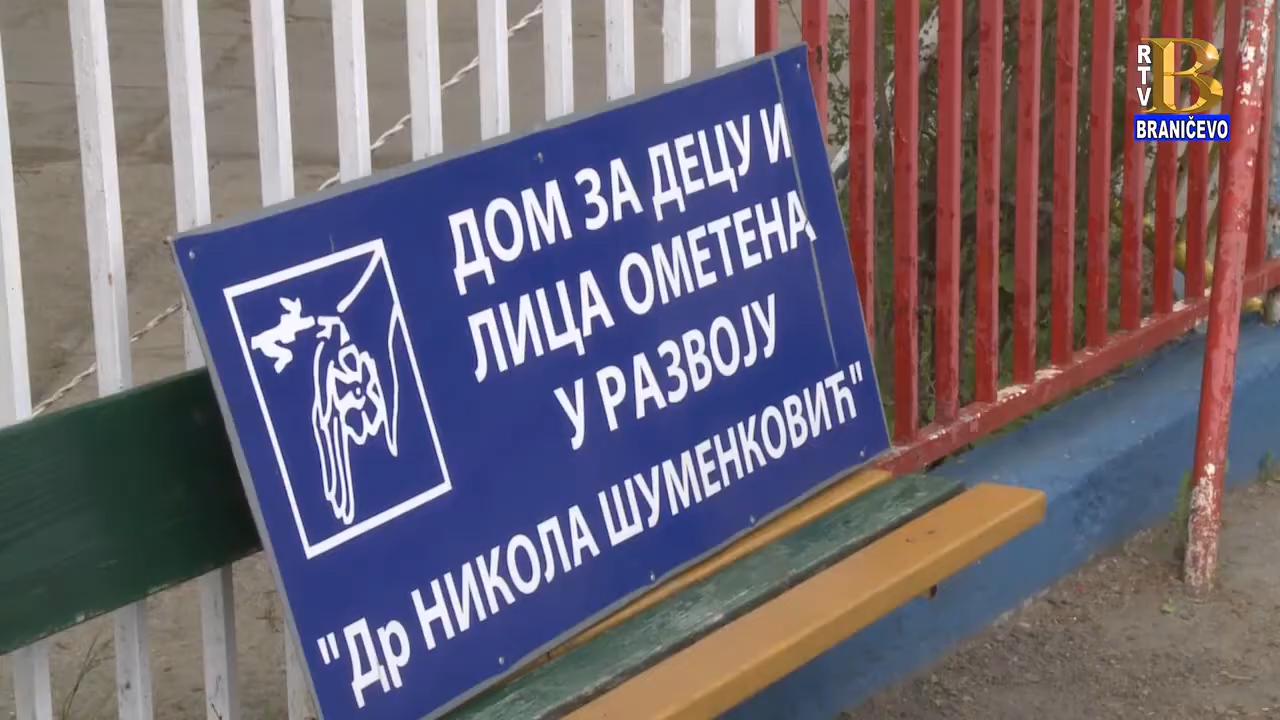 ДОМ ЗА ДЕЦУ И
ЛИЦА ОМЕТЕНА
У РАЗВОЈУ
"Др НИКОЛА ШУМЕНКОВИЋ"
RTV B
BRANIČEVO